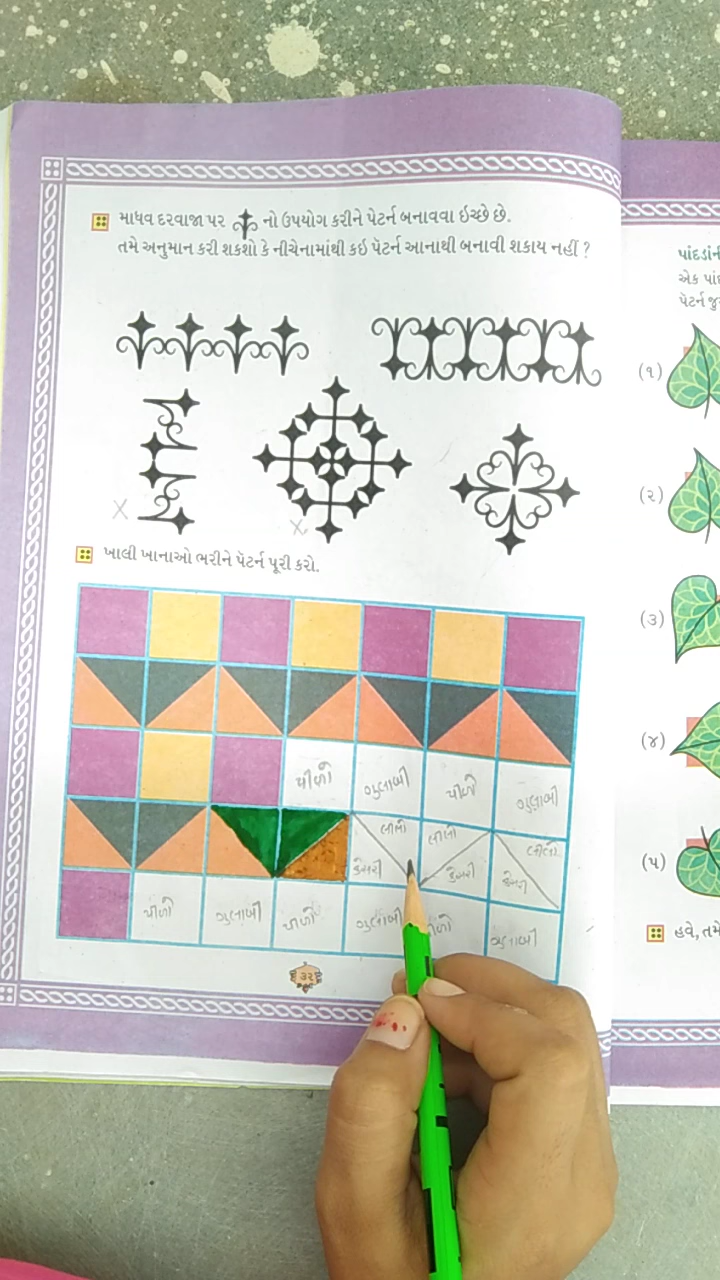 માધવ દરવાજા પર નો ઉપયોગ કરીને પેટર્ન બનાવવા ઇચ્છે છે.
તમે અનુમાન કરી શકશો કે નીચેનામાંથી કઈ પૅટર્ન આનાથી બનાવી શકાય નહીં ?
X
X
ખાલી ખાનાઓ ભરીને પૅટર્ન પૂરી કરો.
પીળો ગુલાબી પીળો ગુલાબી
લીલો લીલો લીલો
કેસરી કેસરી કેસરી
પીળો ગુલાબી પીળો ગુલાબી પીળો ગુલાબી
૩૨
પાંદડાંની
એક
પૅટર્ન
(૧)
(૨)
(૩)
(૪)
(૫)
હવે, તમે